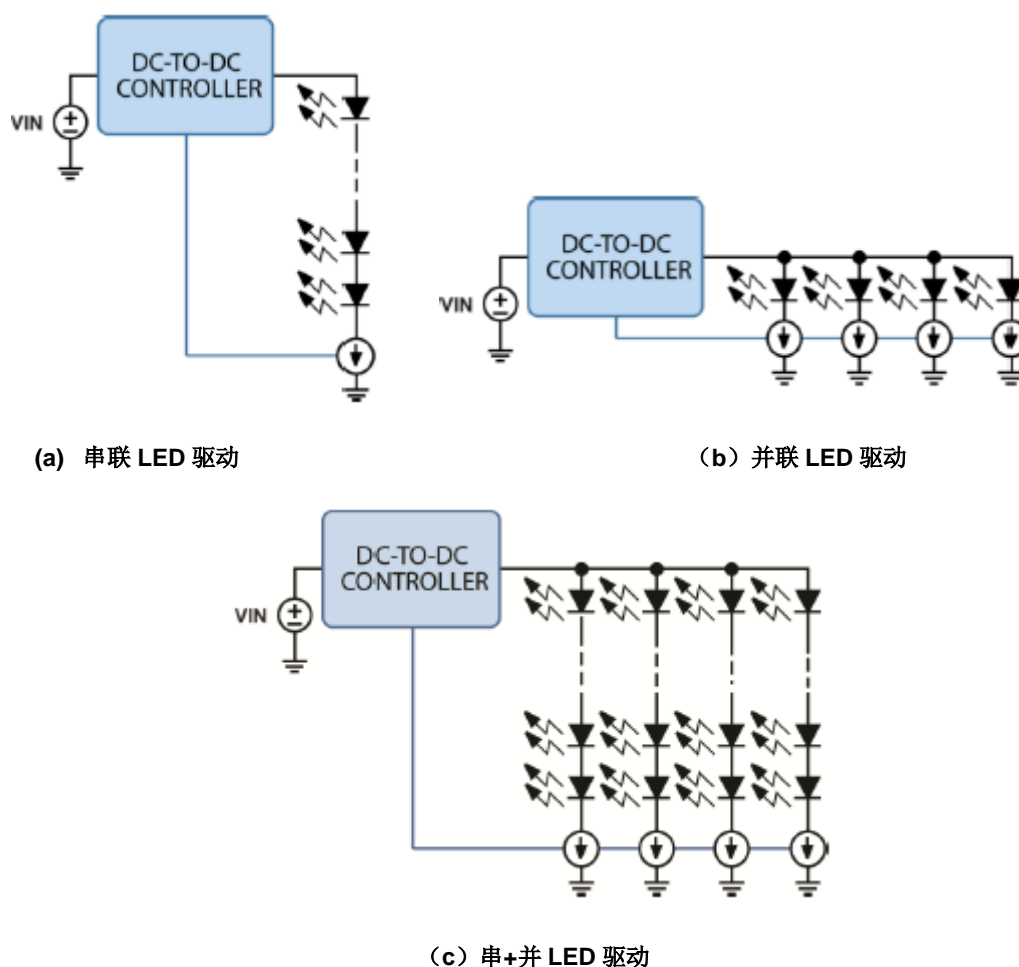 DC-TO-DC
CONTROLLER
VIN
DC-TO-DC
CONTROLLER
VIN
(a) 串联 LED 驱动
（b）并联 LED 驱动
DC-TO-DC
CONTROLLER
VIN
（c）串+并 LED 驱动